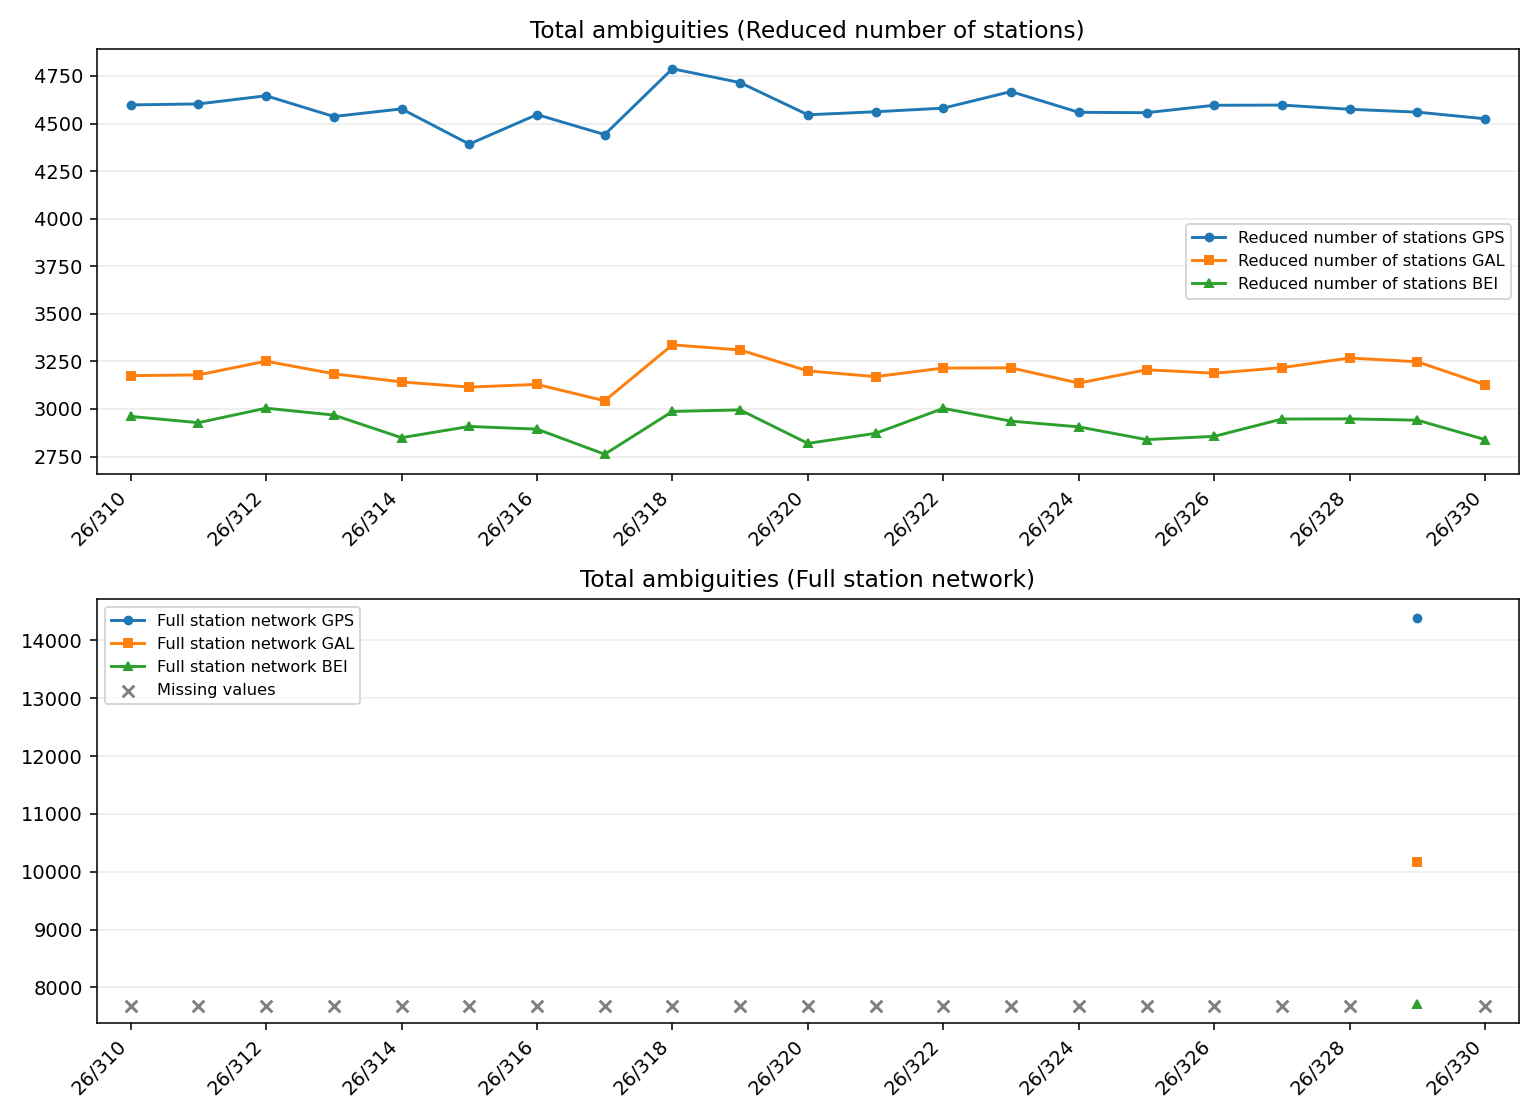 Total ambiguities (Reduced number of stations)
4750
4500
4250
4000
3750
3500
3250
3000
2750
Reduced number of stations GPS
Reduced number of stations GAL
Reduced number of stations BEI
26/310 26/312 26/314 26/316 26/318 26/320 26/322 26/324 26/326 26/328 26/330
Total ambiguities (Full station network)
Full station network GPS
Full station network GAL
Full station network BEI
Missing values
14000
13000
12000
11000
10000
9000
8000
26/310 26/312 26/314 26/316 26/318 26/320 26/322 26/324 26/326 26/328 26/330